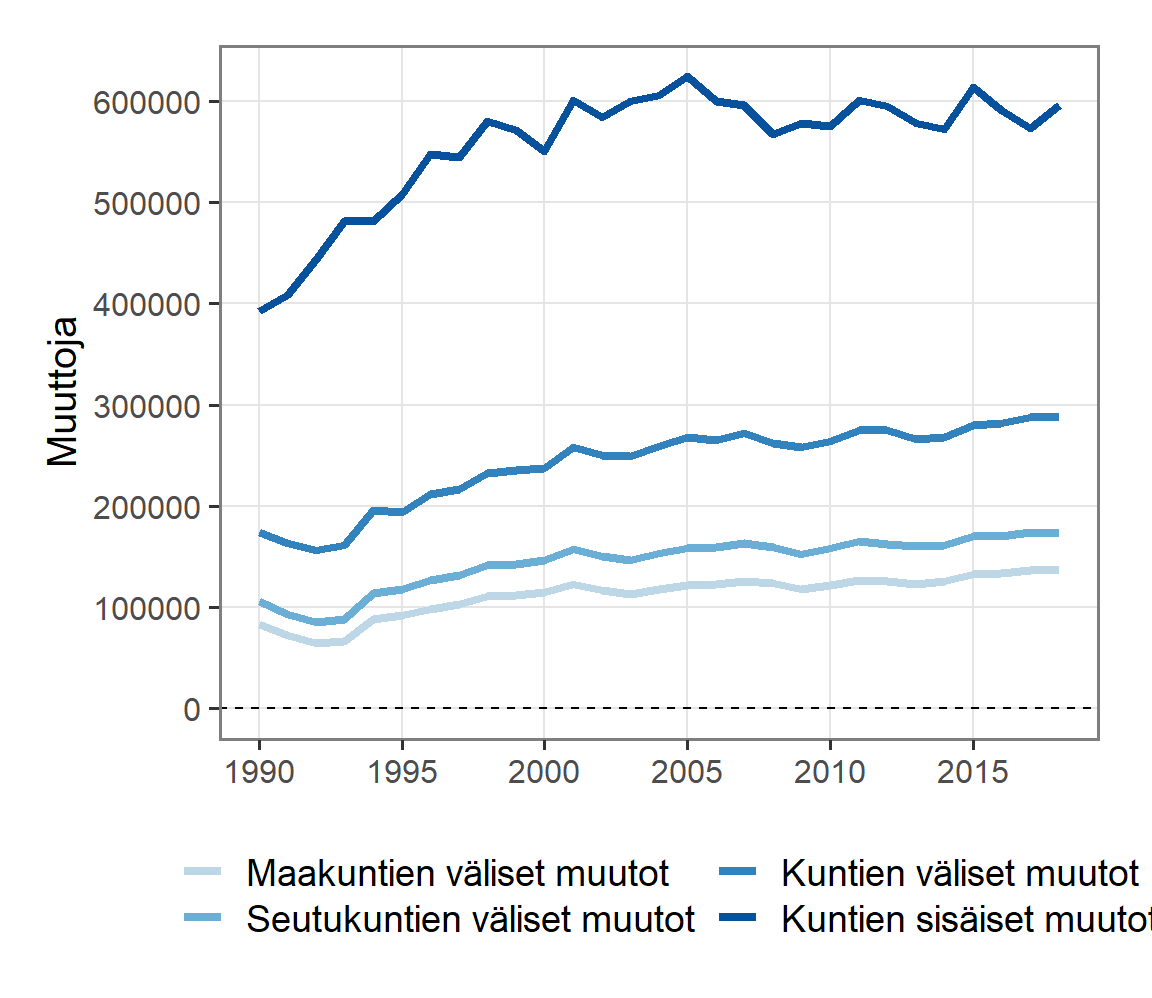 600000
500000
400000
300000
200000
100000
0
Muuttoja
1990 1995 2000 2005 2010 2015
Maakuntien väliset muutot Kuntien väliset muutot
Seutukuntien väliset muutot Kuntien sisäiset muutot